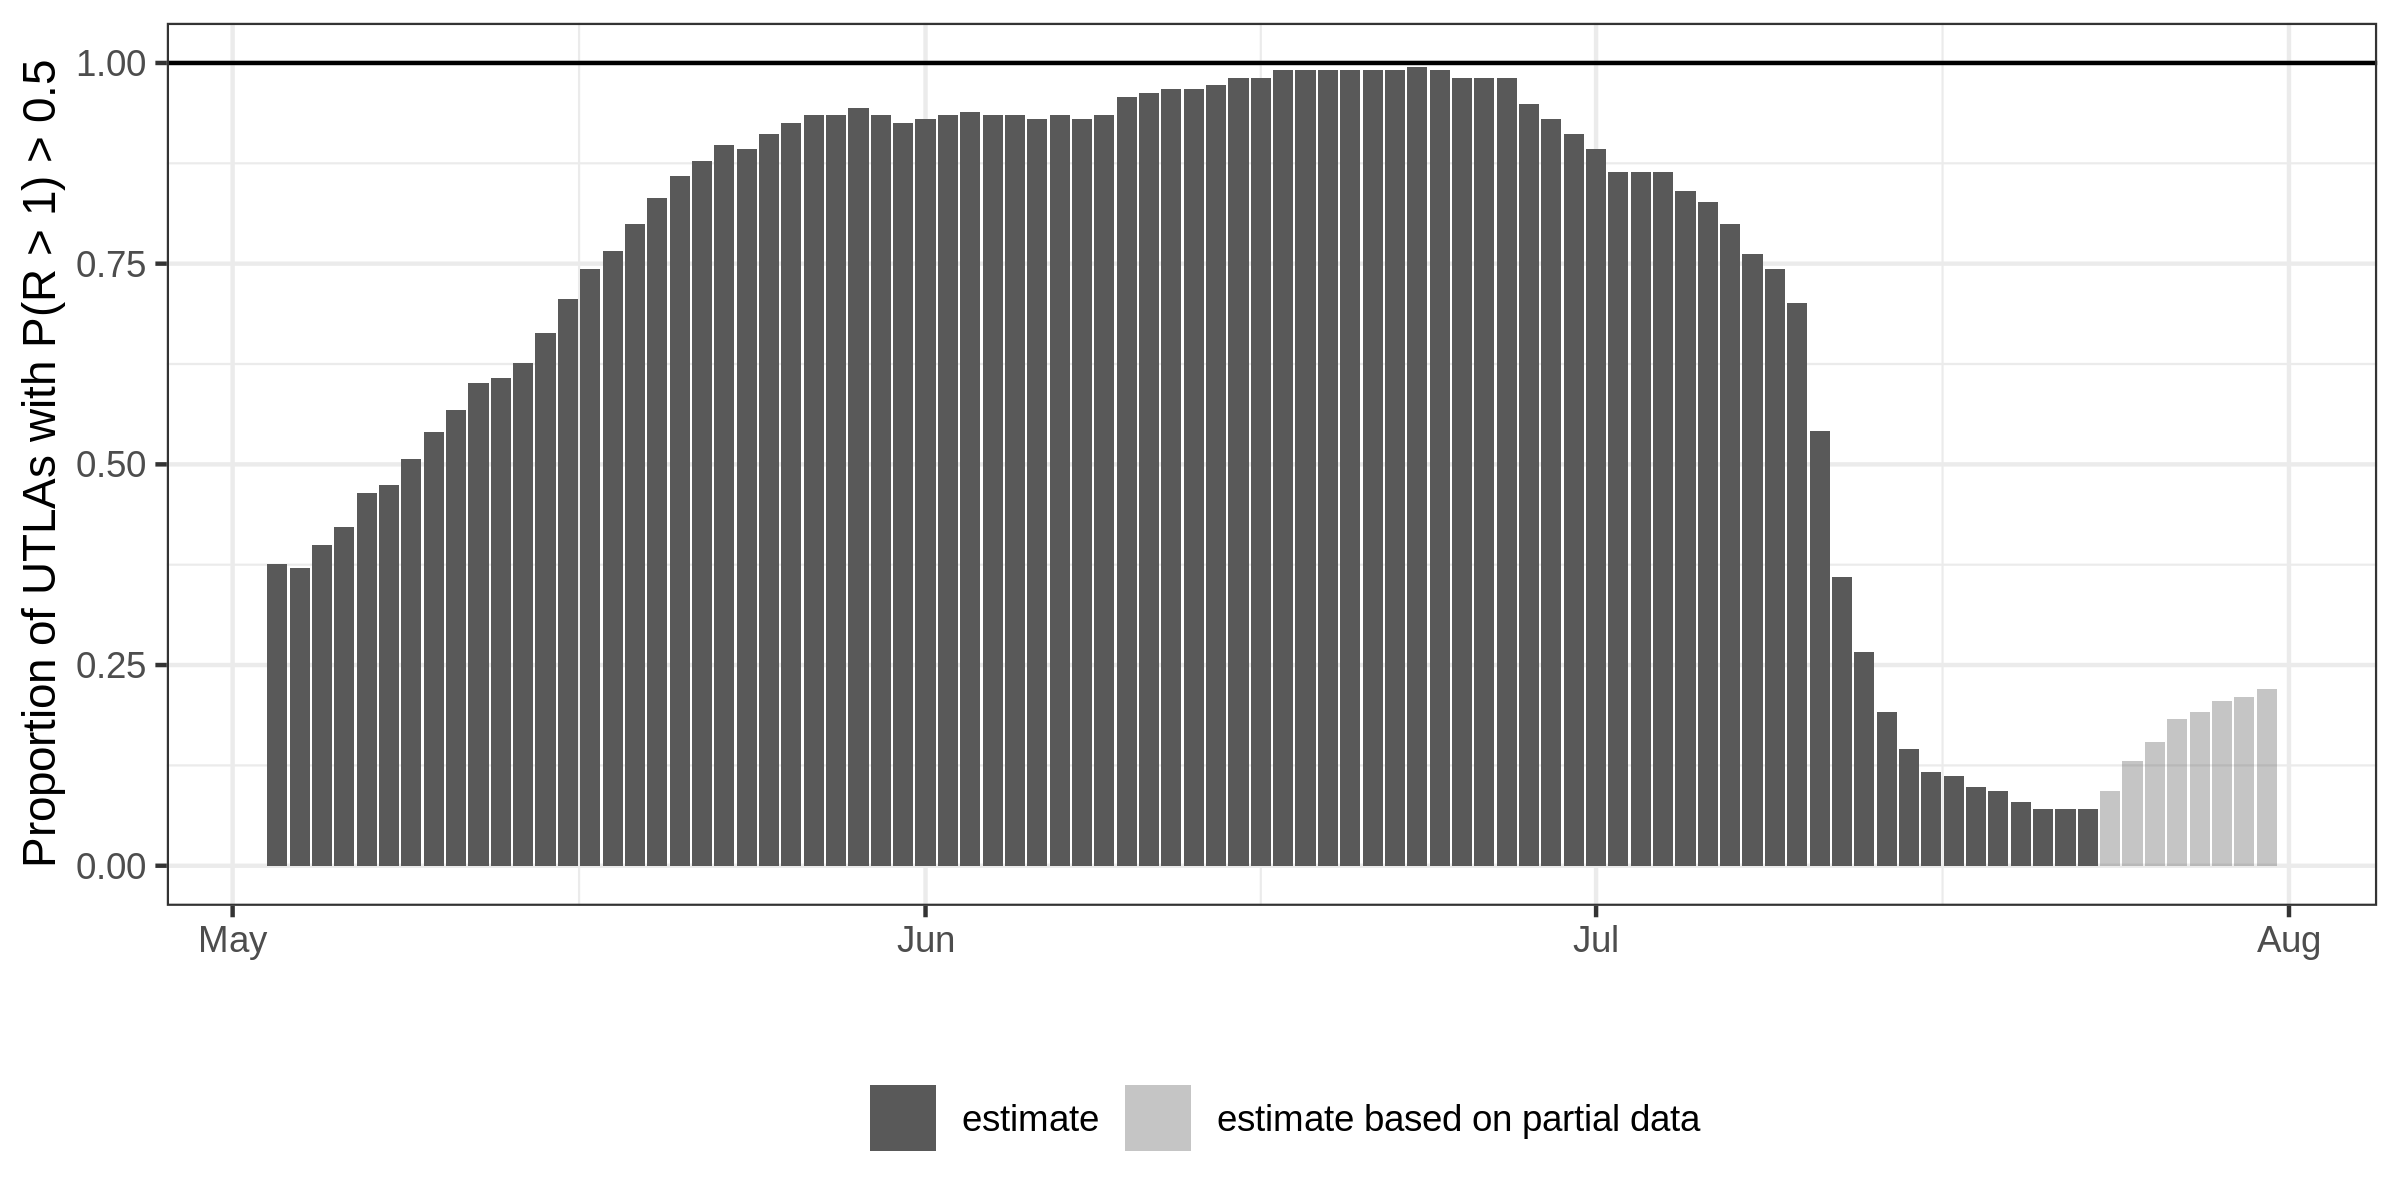 Proportion of UTLAs with P(R > 1) > 0.5
1.00
0.75
0.50
0.25
0.00
May Jun Jul Aug
estimate estimate based on partial data